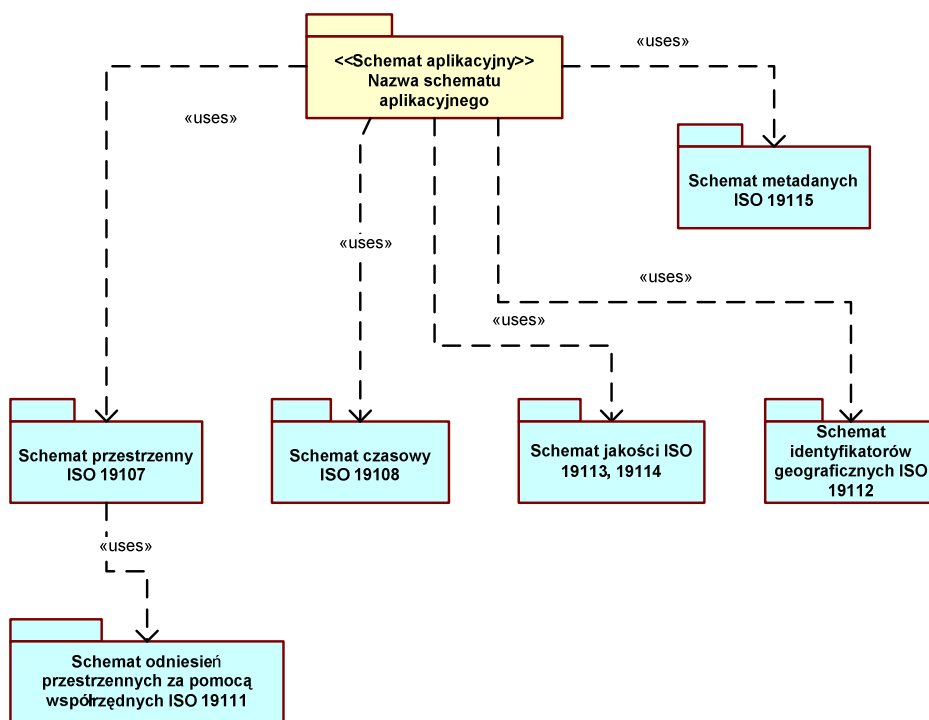 «uses»
<<Schemat aplikacyjny>>
Nazwa schematu
aplikacyjnego
«uses»
Schemat metadanych
ISO 19115
«uses»
«uses»
«uses»
Schemat przestrzenny
ISO 19107
Schemat czasowy
ISO 19108
Schemat jakości ISO
19113, 19114
Schemat
identyfikatorów
geograficznych ISO
19112
«uses»
Schemat odniesień
przestrzennych za pomocą
współrzędnych ISO 19111